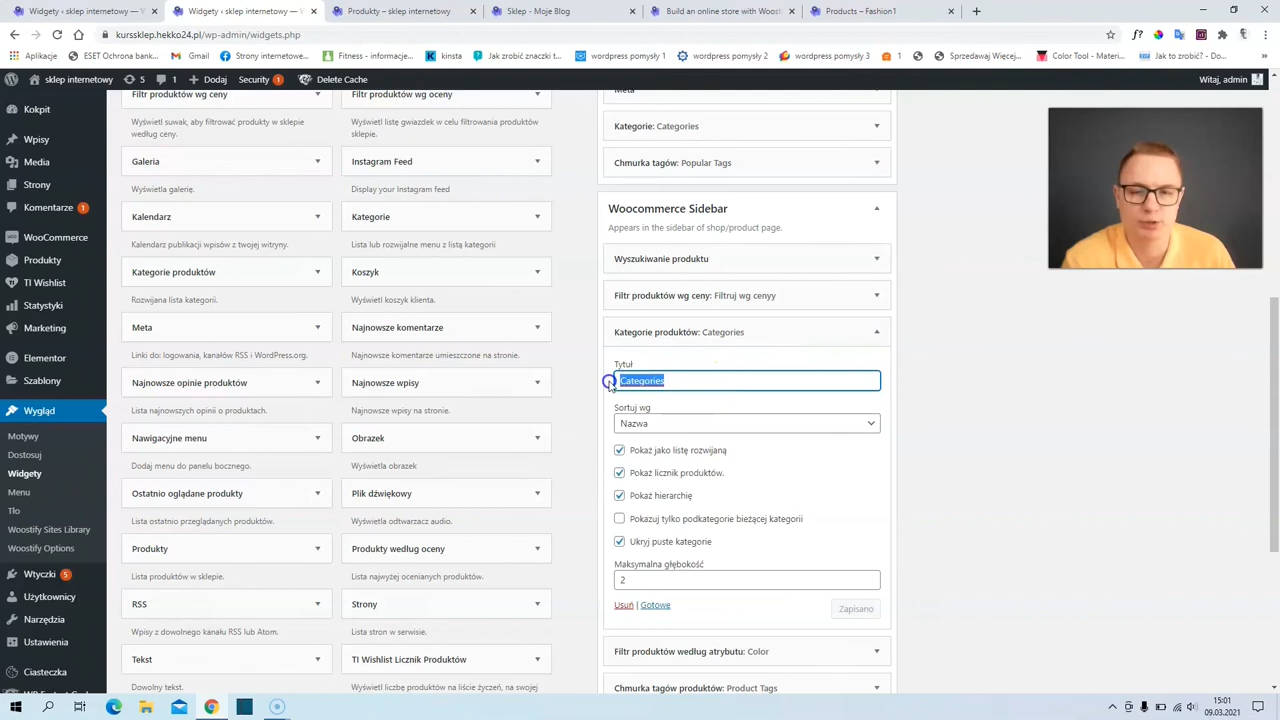 Widgety ‹ sklep internetowy — W
Widgety ‹ sklep internetowy — W
Produkty testowy 3 - sklep internetowy
Sklep - Moje Blog
Build an online store with Woost
Products – Fashion1
kurssklep.hekko24.pl/wp-admin/widgets.php
Aplikacje
ESET Ochrona banko...
Gmail
Strony internetowe...
Fitness - informacje...
kinsta
Jak zrobić znaczki t...
wordpress pomysły 1
wordpress pomysły 2
wordpress pomysły 3
1
Sprzedawaj Więcej,...
Color Tool - Materi...
Jak to zrobić? - Do...
sklep internetowy
5
1
Dodaj
Security
1
Delete Cache
Witaj, admin
Kokpit
Wpisy
Media
Strony
Komentarze 1
WooCommerce
Produkty
TI Wishlist
Statystyki
Marketing
Elementor
Szablony
Wygląd
Motywy
Dostosuj
Widgety
Menu
Tło
Woostify Sites Library
Woostify Options
Wtyczki 5
Użytkownicy
Narzędzia
Ustawienia
Ciasteczka
Filtr produktów wg ceny
Wyświetl suwak, aby filtrować produkty w sklepie
według ceny.
Galeria
Wyświetla galerię.
Kalendarz
Kalendarz publikacji wpisów z twojej witryny.
Kategorie produktów
Rozwijana lista kategorii.
Meta
Linki do: logowania, kanałów RSS i WordPress.org.
Najnowsze opinie produktów
Lista najnowszych opinii o produktach.
Nawigacyjne menu
Dodaj menu do panelu bocznego.
Ostatnio oglądane produkty
Lista ostatnio przeglądanych produktów.
Produkty
Lista produktów w sklepie.
RSS
Wpisy z dowolnego kanału RSS lub Atom.
Tekst
Dowolny tekst.
Filtr produktów wg oceny
Wyświetl listę gwiazdek w celu filtrowania produktów
sklepie.
Instagram Feed
Display your Instagram feed
Kategorie
Lista lub rozwijalne menu z listą kategorii
Koszyk
Wyświetl koszyk klienta.
Najnowsze komentarze
Najnowsze komentarze umieszczone na stronie.
Najnowsze wpisy
Najnowsze wpisy na stronie.
Obrazek
Wyświetla obrazek
Plik dźwiękowy
Wyświetla odtwarzacz audio.
Produkty według oceny
Lista najwyżej ocenianych produktów.
Strony
Lista stron w serwisie.
TI Wishlist Licznik Produktów
Wyświetl liczbę produktów na liście życzeń, na swojej
Meta
Kategorie: Categories
Chmurka tagów: Popular Tags
Woocommerce Sidebar
Appears in the sidebar of shop/product page.
Wyszukiwanie produktu
Filtr produktów wg ceny: Filtruj wg cenyy
Kategorie produktów: Categories
Tytuł
Categories
Sortuj wg
Nazwa
Pokaż jako listę rozwijaną
Pokaż licznik produktów.
Pokaż hierarchię
Pokazuj tylko podkategorie bieżącej kategorii
Ukryj puste kategorie
Maksymalna głębokość
2
Usuń | Gotowe
Zapisano
Filtr produktów według atrybutu: Color
Chmurka tagów produktów: Product Tags
15:01
09.03.2021